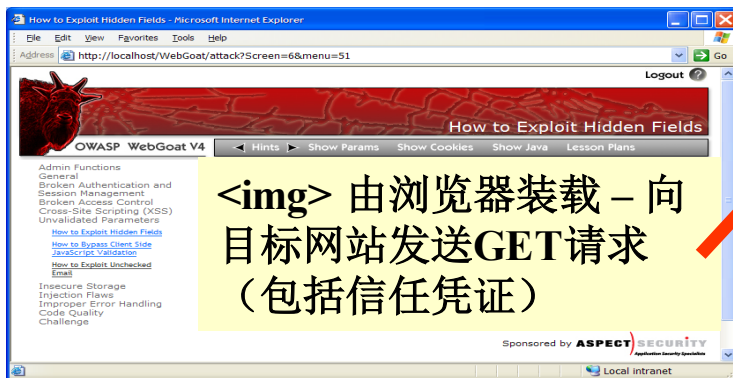 How to Exploit Hidden Fields - Microsoft Internet Explorer
File Edit View Favorites Tools Help
Address http://localhost/WebGoat/attack?Screen=6&menu=51 Go
Logout ?
How to Exploit Hidden Fields
OWASP WebGoat V4 Hints Show Params Show Cookies Show Java Lesson Plans
Admin Functions
General
Broken Authentication and
Session Management
Broken Access Control
Cross-Site Scripting (XSS)
Unvalidated Parameters
How to Exploit Hidden Fields
How to Bypass Client Side
JavaScript Validation
How to Exploit Unchecked
Email
Insecure Storage
Injection Flaws
Improper Error Handling
Code Quality
Challenge
<img> 由浏览器装载 – 向
目标网站发送GET请求
（包括信任凭证）
Sponsored by ASPECT SECURITY
Application Security Specialists
Local intranet